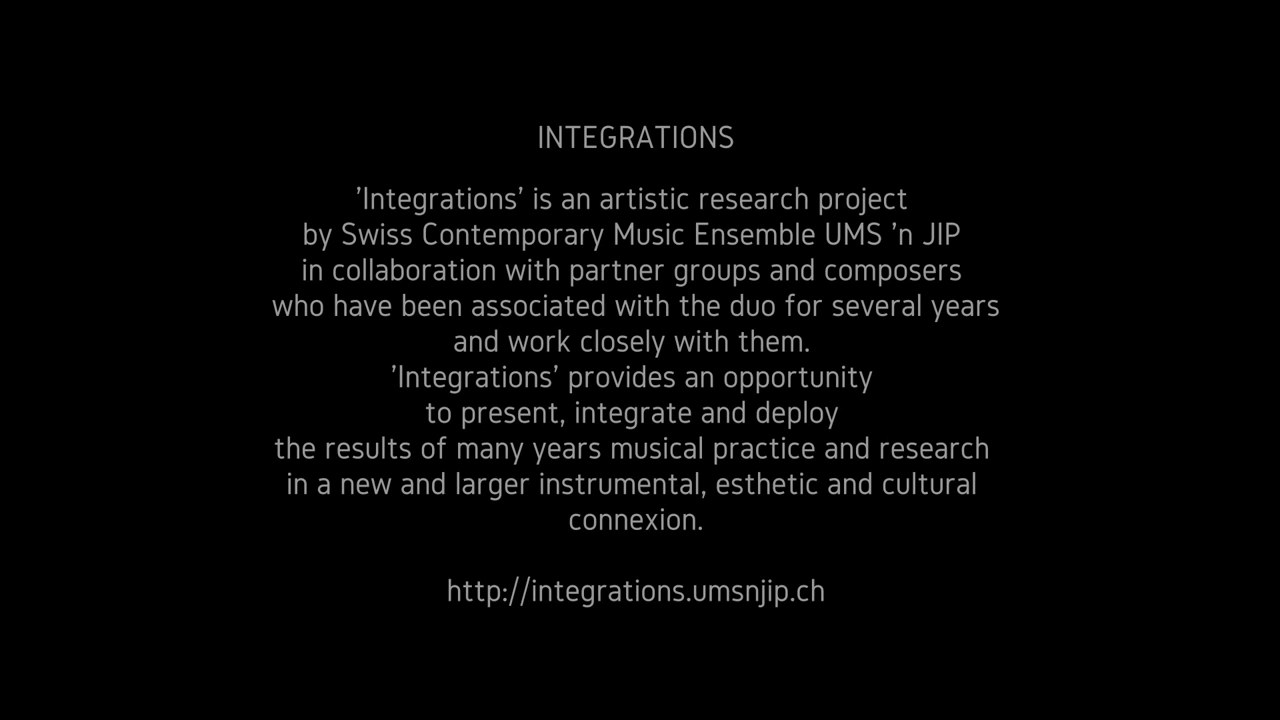 INTEGRATIONS
’Integrations’ is an artistic research project
by Swiss Contemporary Music Ensemble UMS ’n JIP
in collaboration with partner groups and composers
who have been associated with the duo for several years
and work closely with them.
’Integrations’ provides an opportunity
to present, integrate and deploy
the results of many years musical practice and research
in a new and larger instrumental, esthetic and cultural
connexion.
http://integrations.umsnjip.ch